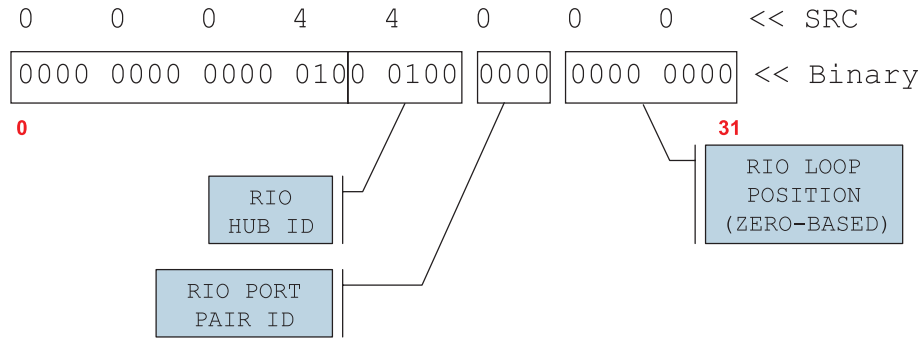 0 0 0 4 4 0 0 0 << SRC
0000 0000 0000 0100 0100 0000 0000 0000 << Binary
0 31
RIO LOOP
POSITION
(ZERO-BASED)
RIO
HUB ID
RIO PORT
PAIR ID